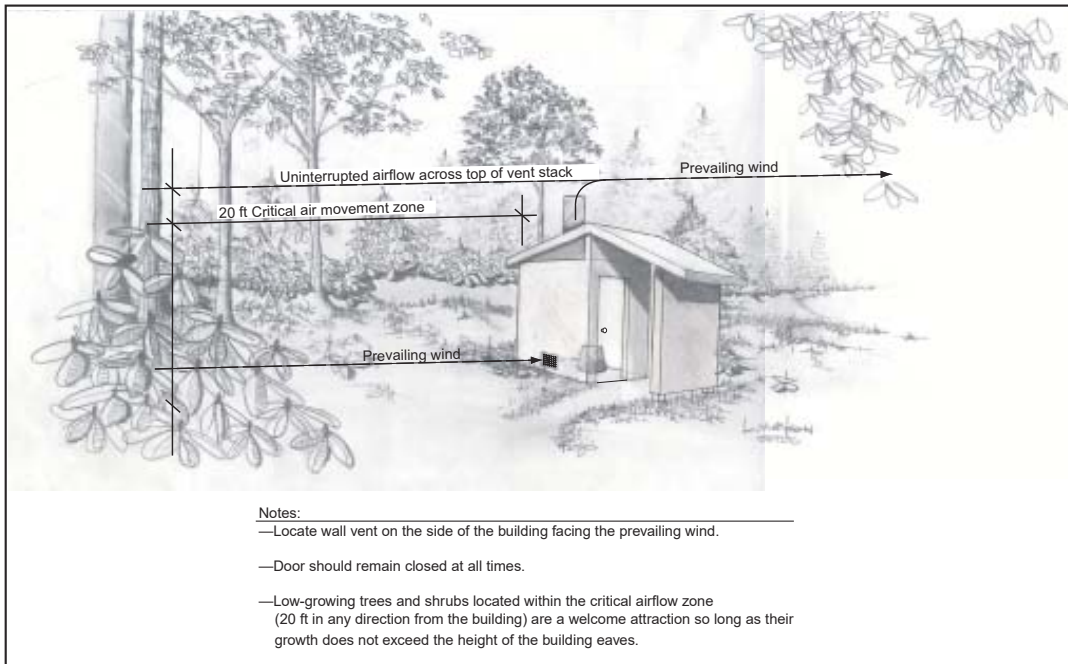 Uninterrupted airflow across top of vent stack
Prevailing wind
20 ft Critical air movement zone
Prevailing wind
Notes:
—Locate wall vent on the side of the building facing the prevailing wind.
—Door should remain closed at all times.
—Low-growing trees and shrubs located within the critical airflow zone
(20 ft in any direction from the building) are a welcome attraction so long as their
growth does not exceed the height of the building eaves.